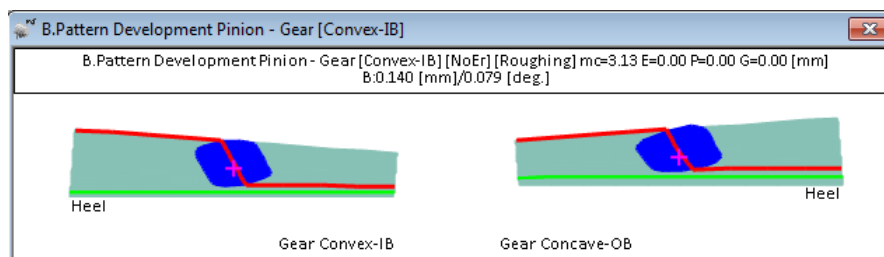 B.Pattern Development Pinion - Gear [Convex-IB]
B.Pattern Development Pinion - Gear [Convex-IB] [NoEr] [Roughing] mc=3.13 E=0.00 P=0.00 G=0.00 [mm]
B:0.140 [mm]/0.079 [deg.]
Heel
Heel
Gear Convex-IB
Gear Concave-OB